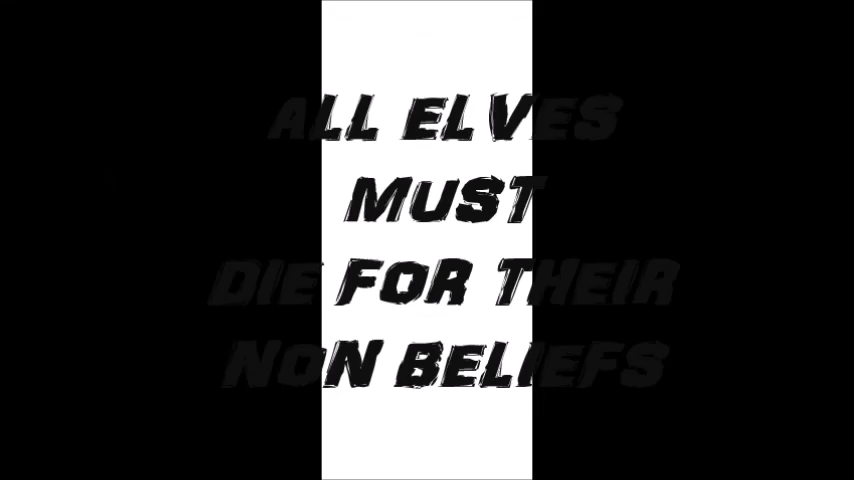 ALL ELVES
MUST
DIE FOR THEIR
NON BELIEFS